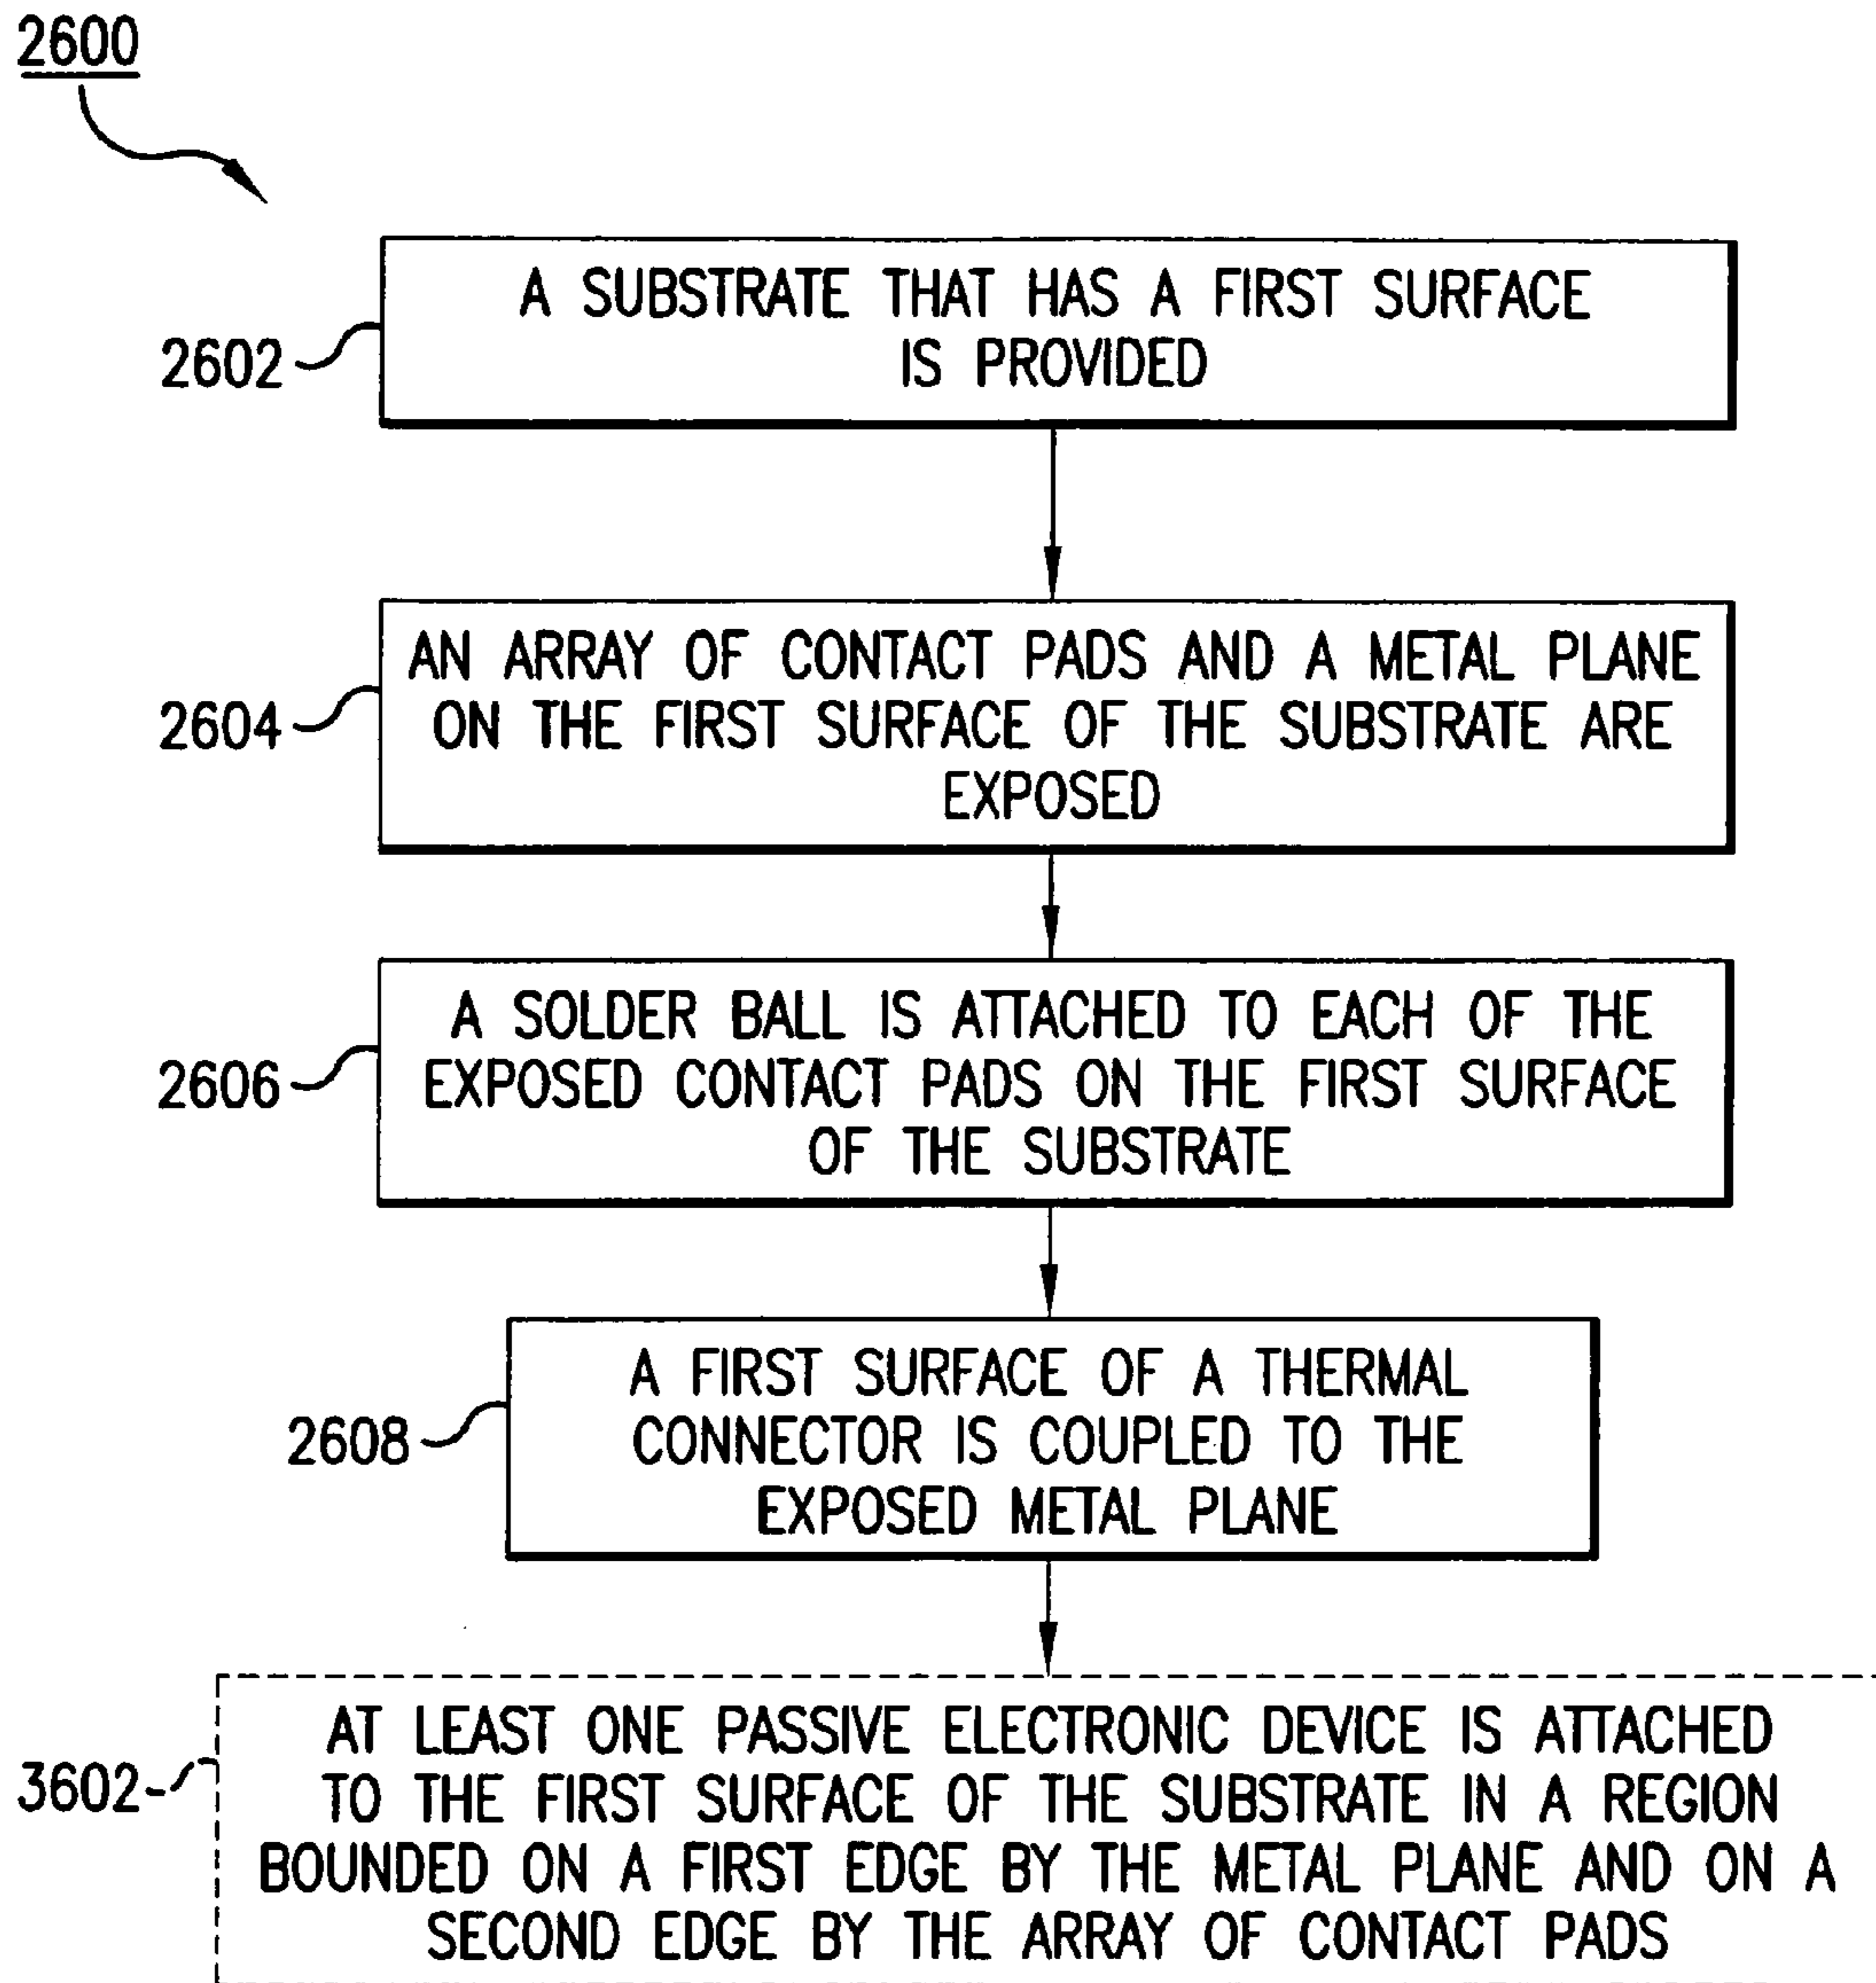 2600
A SUBSTRATE THAT HAS A FIRST SURFACE
IS PROVIDED
2602
AN ARRAY OF CONTACT PADS AND A METAL PLANE
ON THE FIRST SURFACE OF THE SUBSTRATE ARE
EXPOSED
2604
A SOLDER BALL IS ATTACHED TO EACH OF THE
EXPOSED CONTACT PADS ON THE FIRST SURFACE
OF THE SUBSTRATE
2606
A FIRST SURFACE OF A THERMAL
CONNECTOR IS COUPLED TO THE
EXPOSED METAL PLANE
2608
AT LEAST ONE PASSIVE ELECTRONIC DEVICE IS ATTACHED
TO THE FIRST SURFACE OF THE SUBSTRATE IN A REGION
BOUNDED ON A FIRST EDGE BY THE METAL PLANE AND ON A
SECOND EDGE BY THE ARRAY OF CONTACT PADS
3602